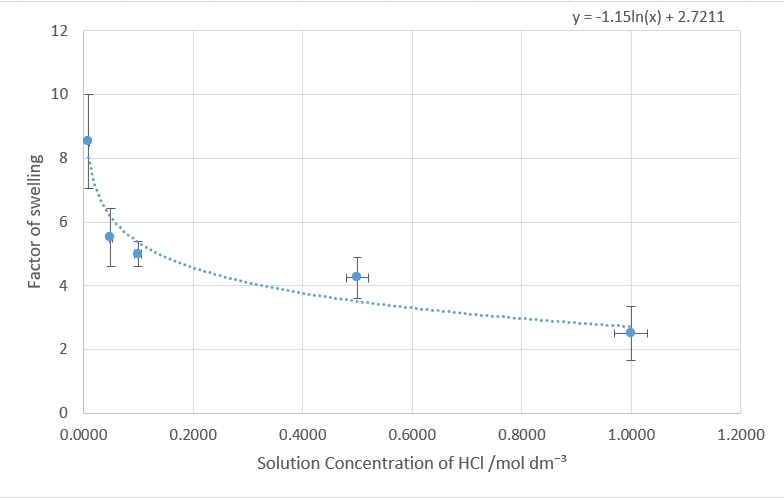 y = -1.15ln(x) + 2.7211
12
10
8
6
4
2
0
Factor of swelling
0.0000 0.2000 0.4000 0.6000 0.8000 1.0000 1.2000
Solution Concentration of HCl /mol dm⁻³